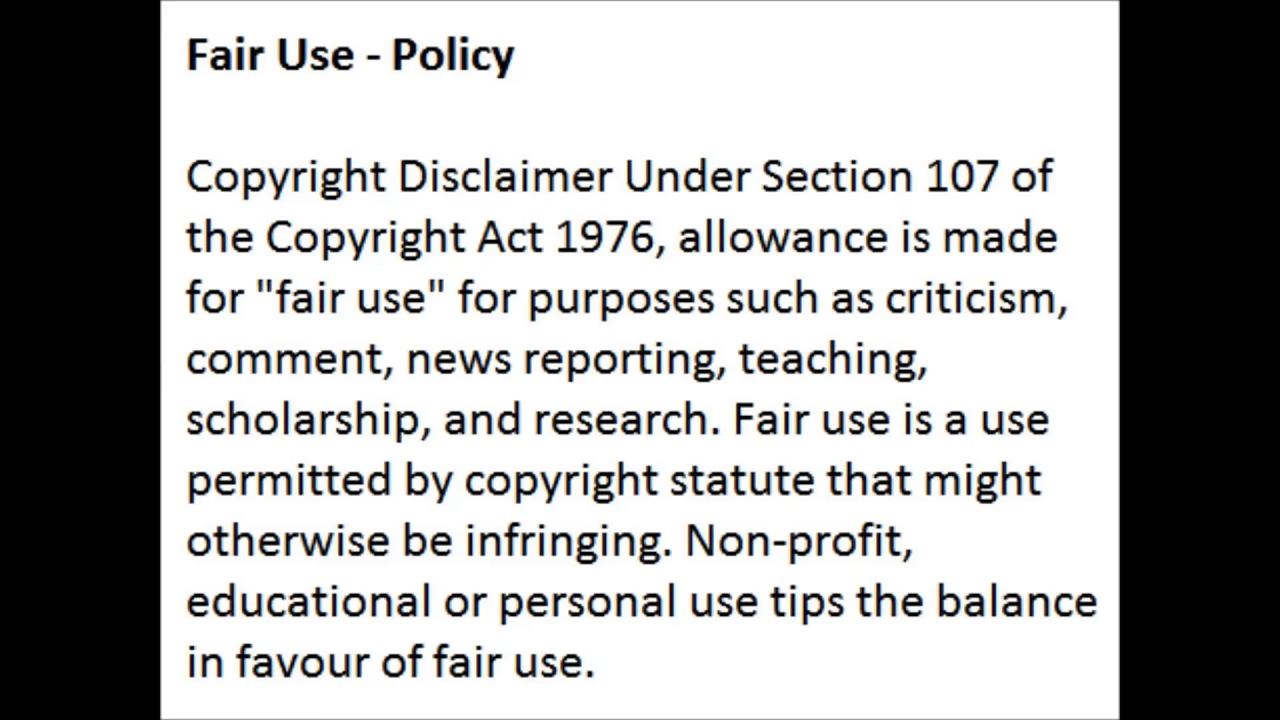 Fair Use - Policy
Copyright Disclaimer Under Section 107 of
the Copyright Act 1976, allowance is made
for "fair use" for purposes such as criticism,
comment, news reporting, teaching,
scholarship, and research. Fair use is a use
permitted by copyright statute that might
otherwise be infringing. Non-profit,
educational or personal use tips the balance
in favour of fair use.